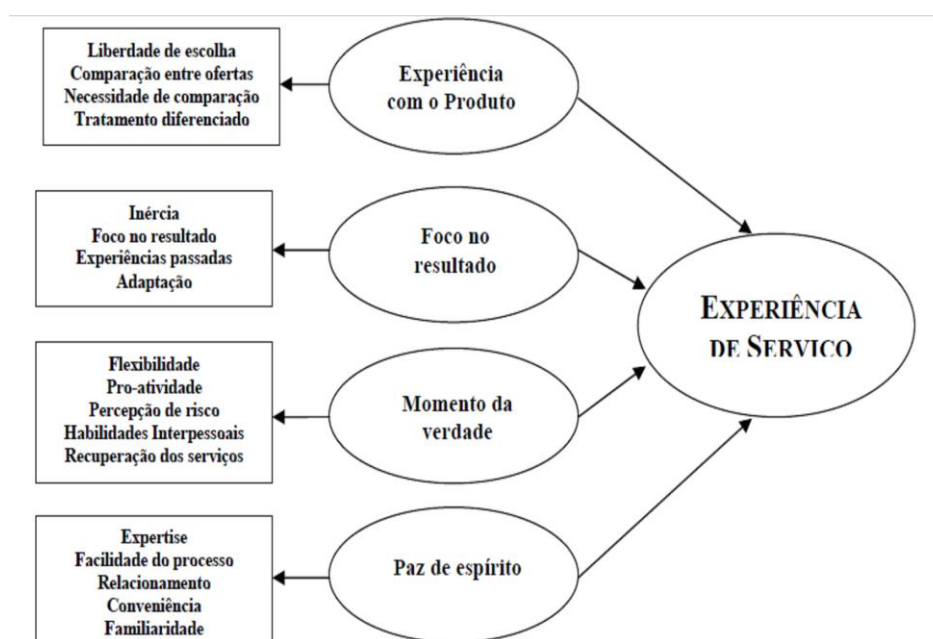 Liberdade de escolha
Comparação entre ofertas
Necessidade de comparação
Tratamento diferenciado
Experiência
com o Produto
Inércia
Foco no resultado
Experiências passadas
Adaptação
Foco no
resultado
EXPERIÊNCIA
DE SERVICO
Flexibilidade
Pro-atividade
Percepção de risco
Habilidades Interpessoais
Recuperação dos serviços
Momento da
verdade
Expertise
Facilidade do processo
Relacionamento
Conveniência
Familiaridade
Paz de espírito